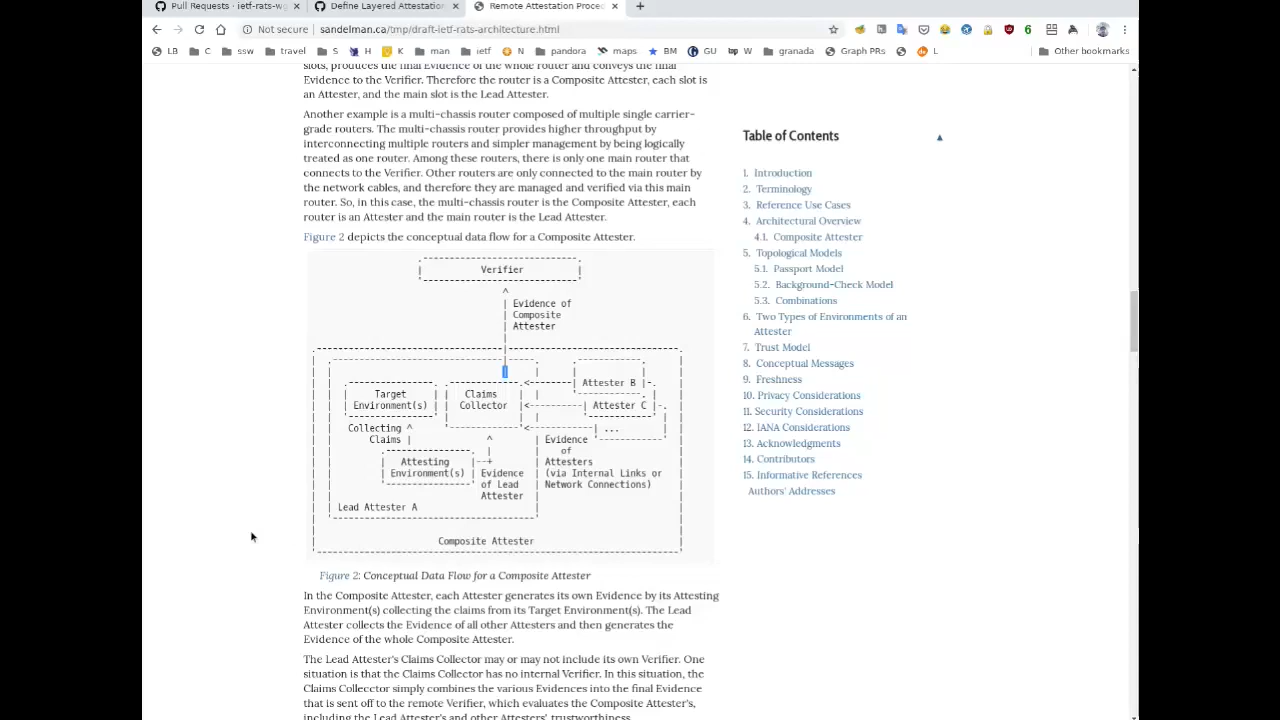 Pull Requests · ietf-rats-wg
Define Layered Attestation
Remote Attestation Proced
Not secure | sandelman.ca/tmp/draft-ietf-rats-architecture.html
LB C ssw travel S H K man ietf N pandora maps BM GU W granada Graph PRs L Other bookmarks
slots, produces the final Evidence of the whole router and conveys the final
Evidence to the Verifier. Therefore the router is a Composite Attester, each slot is
an Attester, and the main slot is the Lead Attester.
Another example is a multi-chassis router composed of multiple single carrier-
grade routers. The multi-chassis router provides higher throughput by
interconnecting multiple routers and simpler management by being logically
treated as one router. Among these routers, there is only one main router that
connects to the Verifier. Other routers are only connected to the main router by
the network cables, and therefore they are managed and verified via this main
router. So, in this case, the multi-chassis router is the Composite Attester, each
router is an Attester and the main router is the Lead Attester.
Figure 2 depicts the conceptual data flow for a Composite Attester.
Verifier
Evidence of
Composite
Attester
Attester B
Target Claims
Environment(s) Collector Attester C
Collecting ...
Claims Evidence
of
Attesting Attesters
Environment(s) Evidence (via Internal Links or
of Lead Network Connections)
Attester
Lead Attester A
Composite Attester
Figure 2: Conceptual Data Flow for a Composite Attester
In the Composite Attester, each Attester generates its own Evidence by its Attesting
Environment(s) collecting the claims from its Target Environment(s). The Lead
Attester collects the Evidence of all other Attesters and then generates the
Evidence of the whole Composite Attester.
The Lead Attester's Claims Collector may or may not include its own Verifier. One
situation is that the Claims Collector has no internal Verifier. In this situation, the
Claims Collecector simply combines the various Evidences into the final Evidence
that is sent off to the remote Verifier, which evaluates the Composite Attester's,
including the Lead Attester's and other Attesters' trustworthiness.
Table of Contents
1. Introduction
2. Terminology
3. Reference Use Cases
4. Architectural Overview
4.1. Composite Attester
5. Topological Models
5.1. Passport Model
5.2. Background-Check Model
5.3. Combinations
6. Two Types of Environments of an
Attester
7. Trust Model
8. Conceptual Messages
9. Freshness
10. Privacy Considerations
11. Security Considerations
12. IANA Considerations
13. Acknowledgments
14. Contributors
15. Informative References
Authors' Addresses